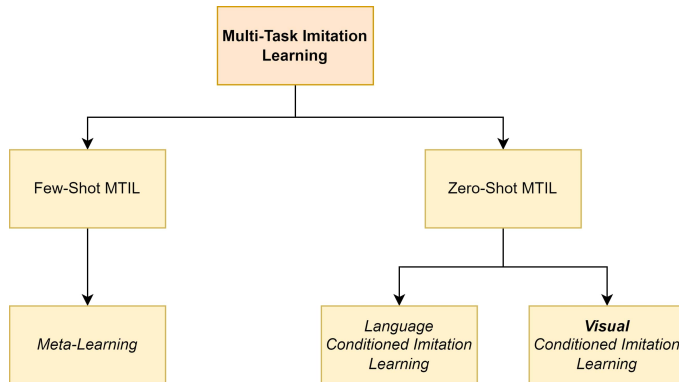 Multi-Task Imitation
Learning
Few-Shot MTIL
Zero-Shot MTIL
Meta-Learning
Language
Conditioned Imitation
Learning
Visual
Conditioned Imitation
Learning